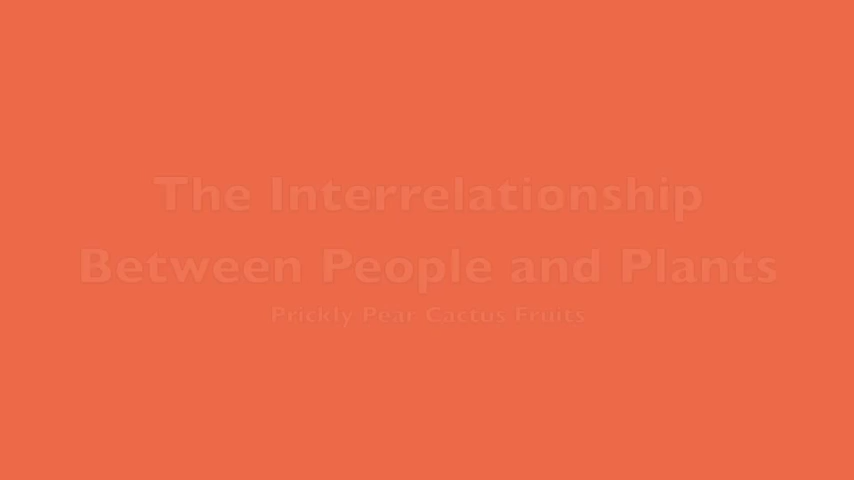 The Interrelationship
Between People and Plants
Prickly Pear Cactus Fruits